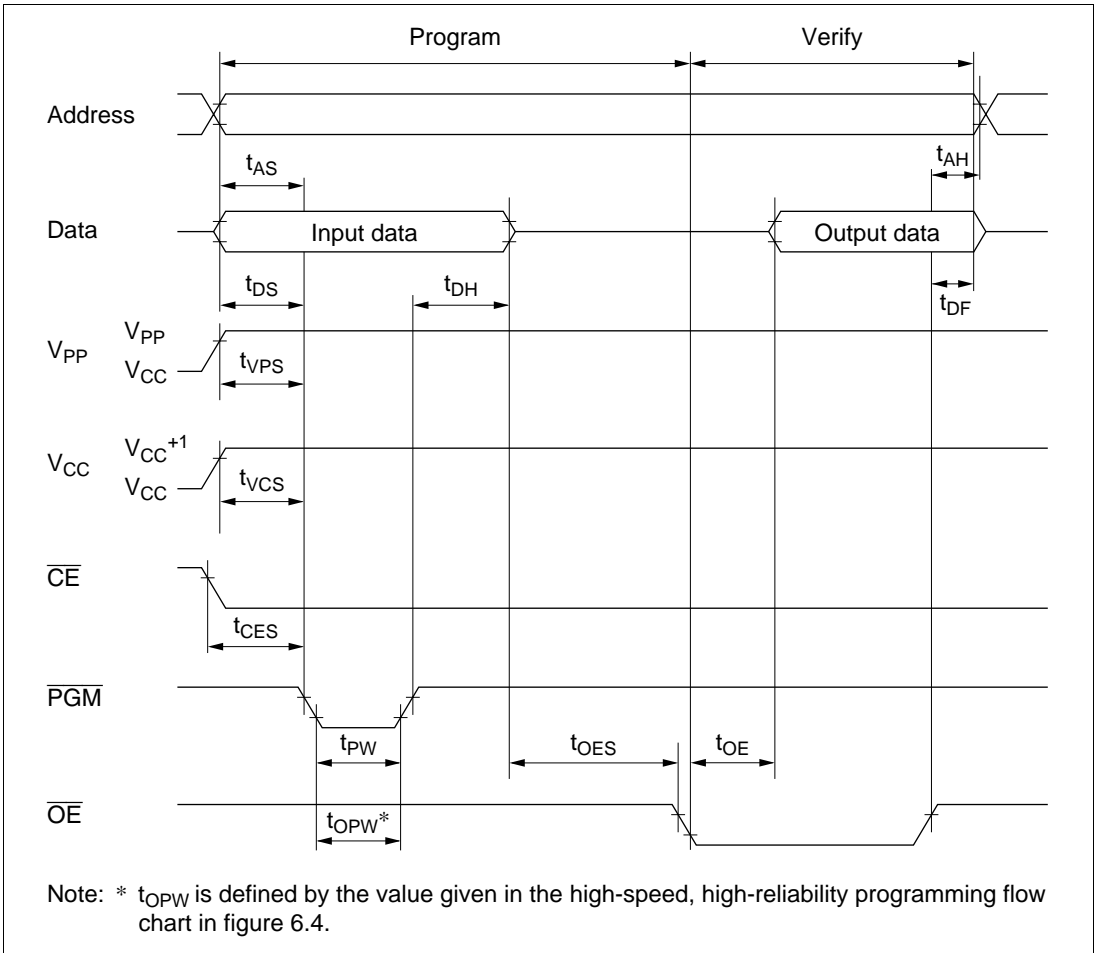 Program Verify
Address
tAS
tAH
Data Input data Output data
tDS tDH
tDF
VPP VPP
VCC tVPS
VCC VCC+1
VCC tVCS
CE
tCES
PGM
tPW tOES tOE
OE
tOPW*
Note: * tOPW is defined by the value given in the high-speed, high-reliability programming flow
chart in figure 6.4.